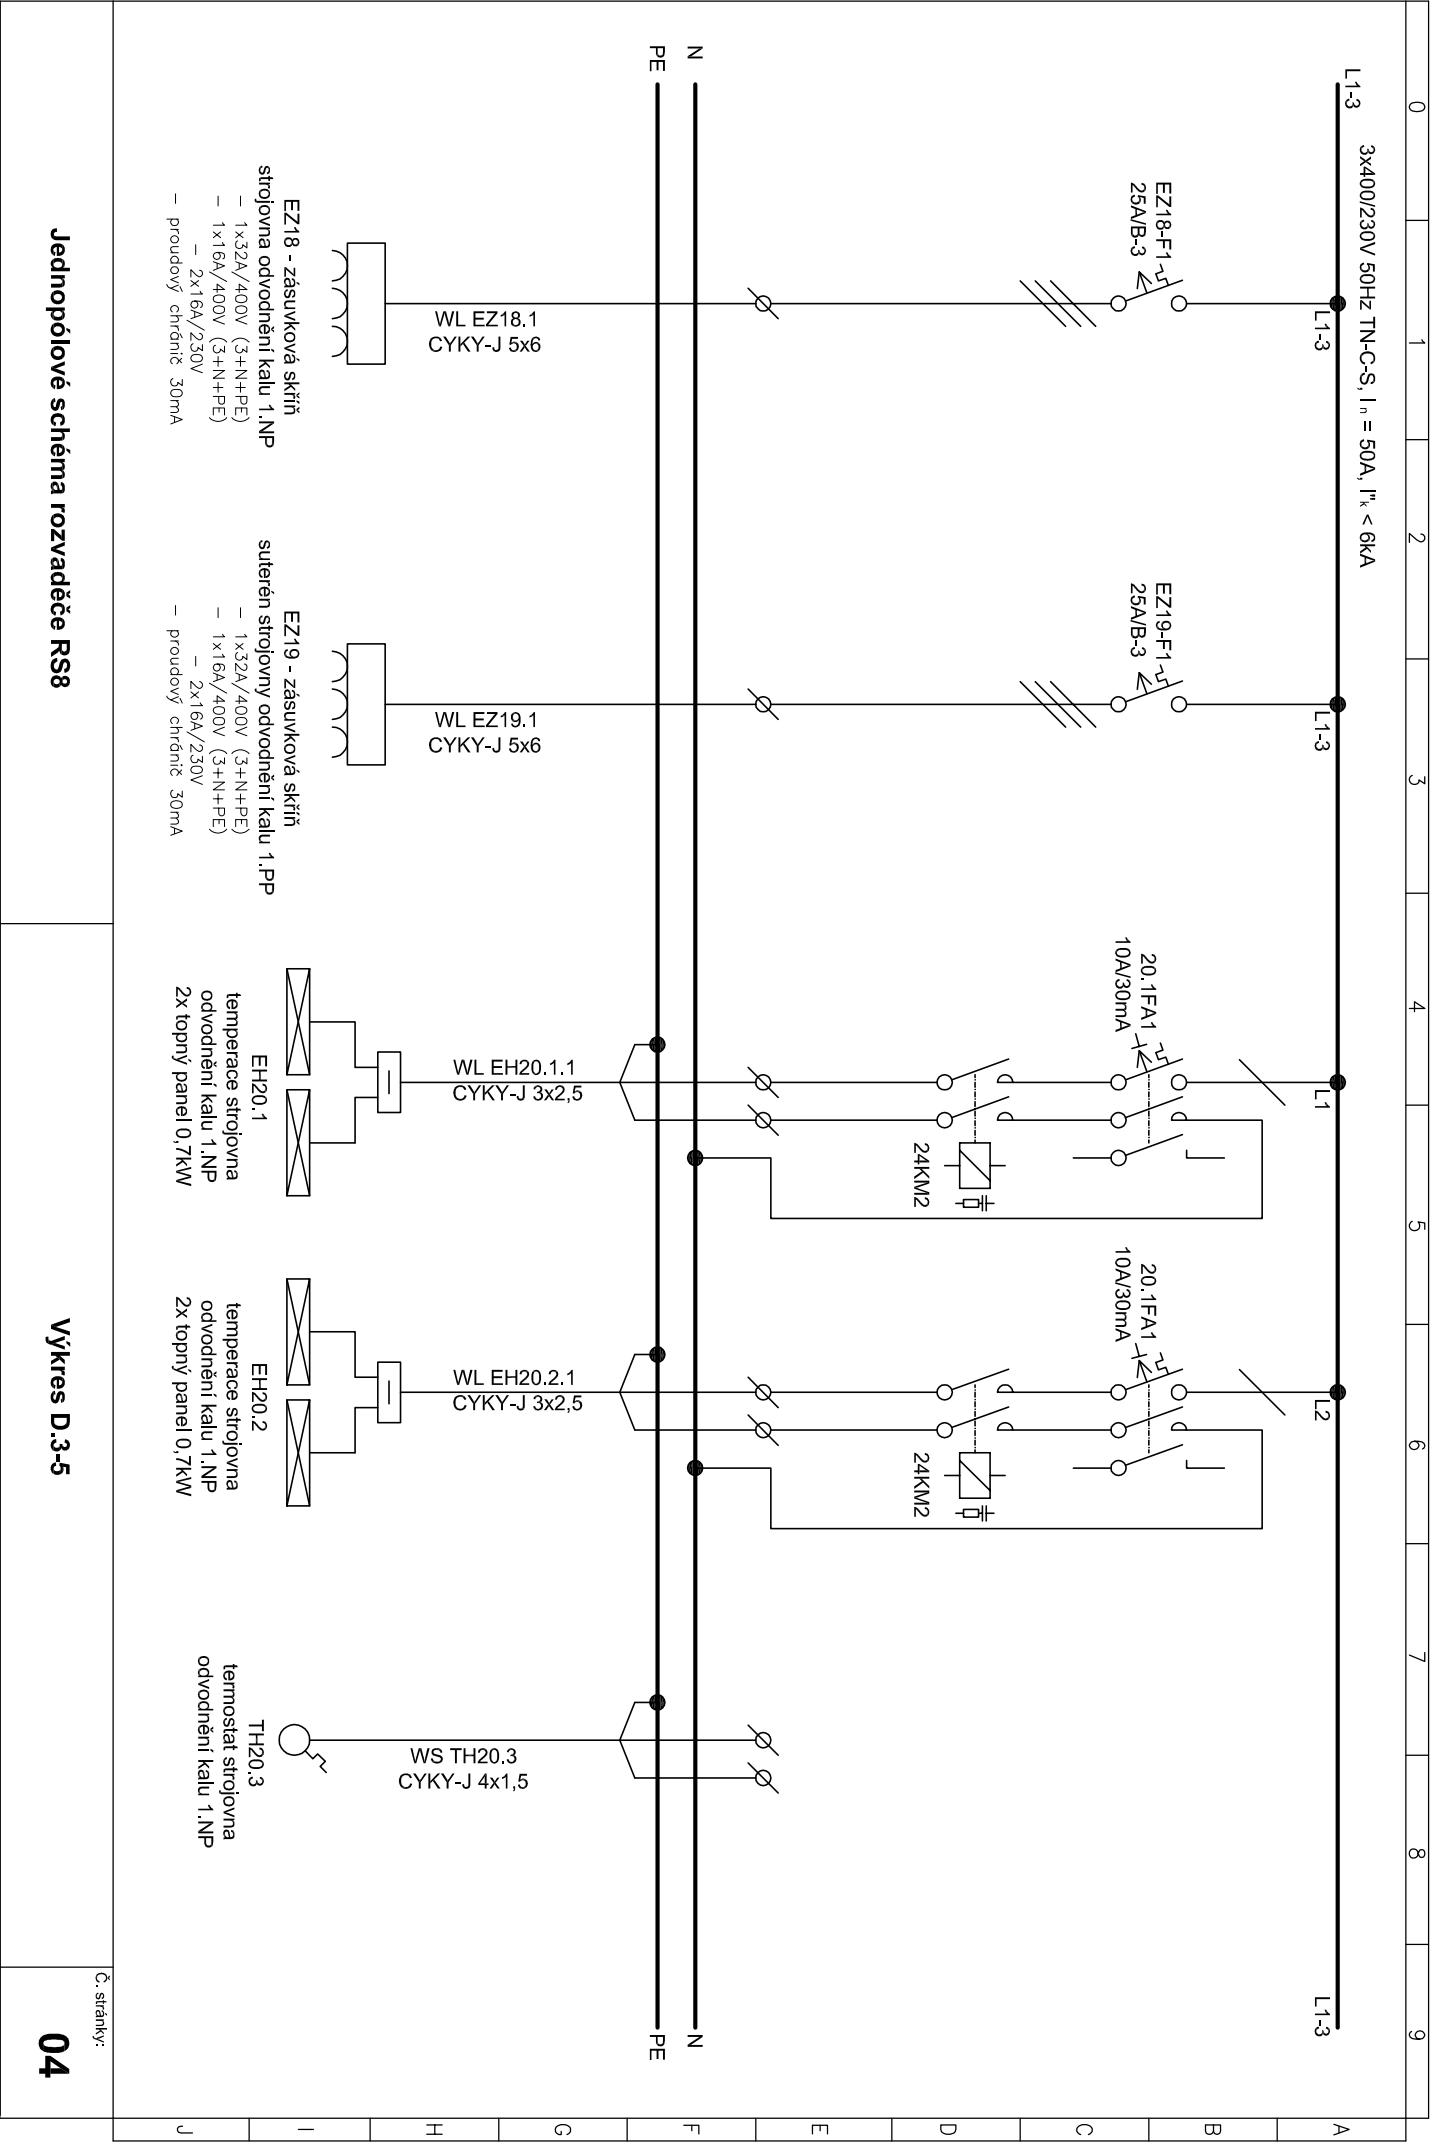 0
1
2
3
4
5
6
7
8
9
A
B
C
D
E
F
G
H
I
J
L1-3
3x400/230V 50Hz TN-C-S, In = 50A, I"k < 6kA
L1-3
L1-3
L1
L2
L1-3
EZ18-F1
25A/B-3
EZ19-F1
25A/B-3
20.1FA1
10A/30mA
20.1FA1
10A/30mA
24KM2
24KM2
N
N
PE
PE
WL EZ18.1
CYKY-J 5x6
WL EZ19.1
CYKY-J 5x6
WL EH20.1.1
CYKY-J 3x2,5
WL EH20.2.1
CYKY-J 3x2,5
WS TH20.3
CYKY-J 4x1,5
EZ18 - zásuvková skříň
strojovna odvodnění kalu 1.NP
– 1x32A/400V (3+N+PE)
– 1x16A/400V (3+N+PE)
– 2x16A/230V
– proudový chránič 30mA
EZ19 - zásuvková skříň
suterén strojovny odvodnění kalu 1.PP
– 1x32A/400V (3+N+PE)
– 1x16A/400V (3+N+PE)
– 2x16A/230V
– proudový chránič 30mA
EH20.1
temperace strojovna
odvodnění kalu 1.NP
2x topný panel 0,7kW
EH20.2
temperace strojovna
odvodnění kalu 1.NP
2x topný panel 0,7kW
TH20.3
termostat strojovna
odvodnění kalu 1.NP
Jednopólové schéma rozvaděče RS8
Výkres D.3-5
Č. stránky:
04